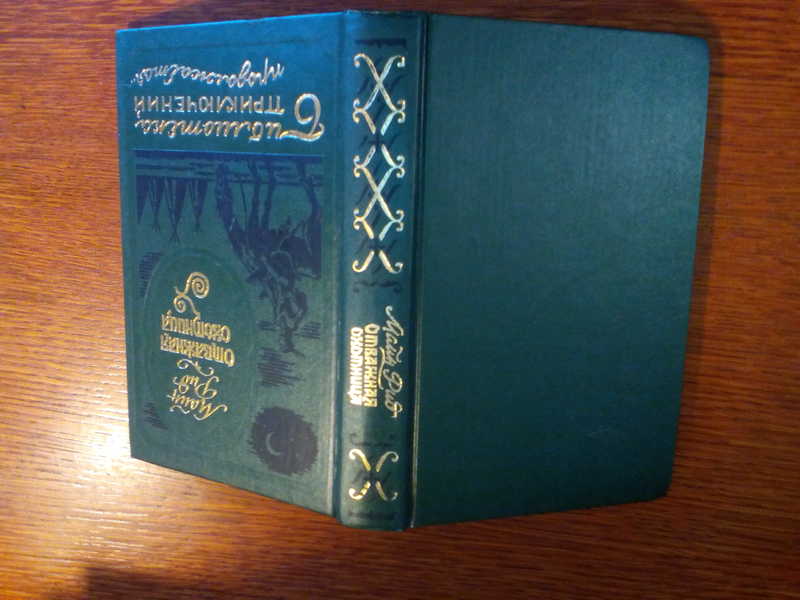 Майн
Рид
Отважная
охотница
Библиотека
ПРИКЛЮЧЕНИЙ
продолжается...
Майн Рид
Отважная
охотница